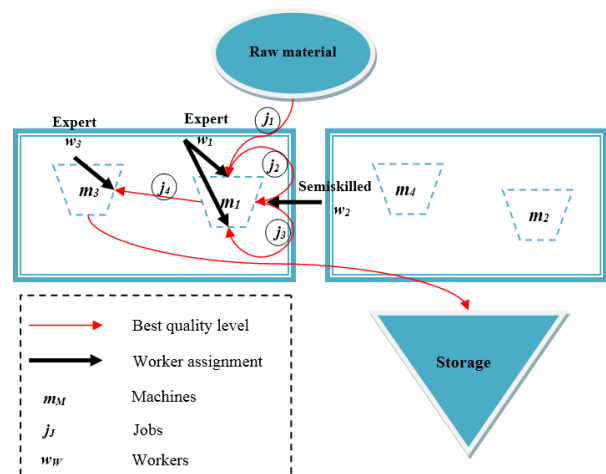 Raw material
Expert
Expert
j1
w3
w1
j2
m3
j4
m1
Semiskilled
w2
j3
m4
m2
Best quality level
Worker assignment
mM Machines
jJ Jobs
wW Workers
Storage